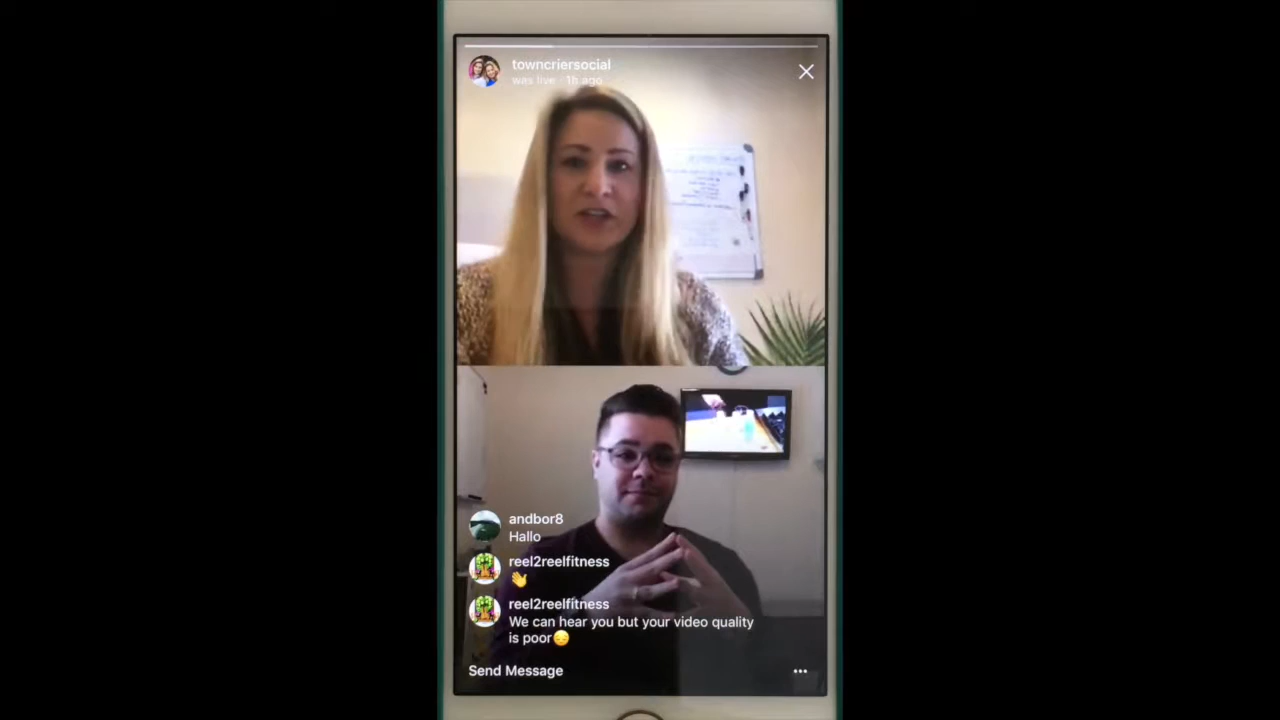 towncriersocial
was live · 1h ago
andbor8
Hallo
reel2reelfitness
👋
reel2reelfitness
We can hear you but your video quality
is poor😔
Send Message